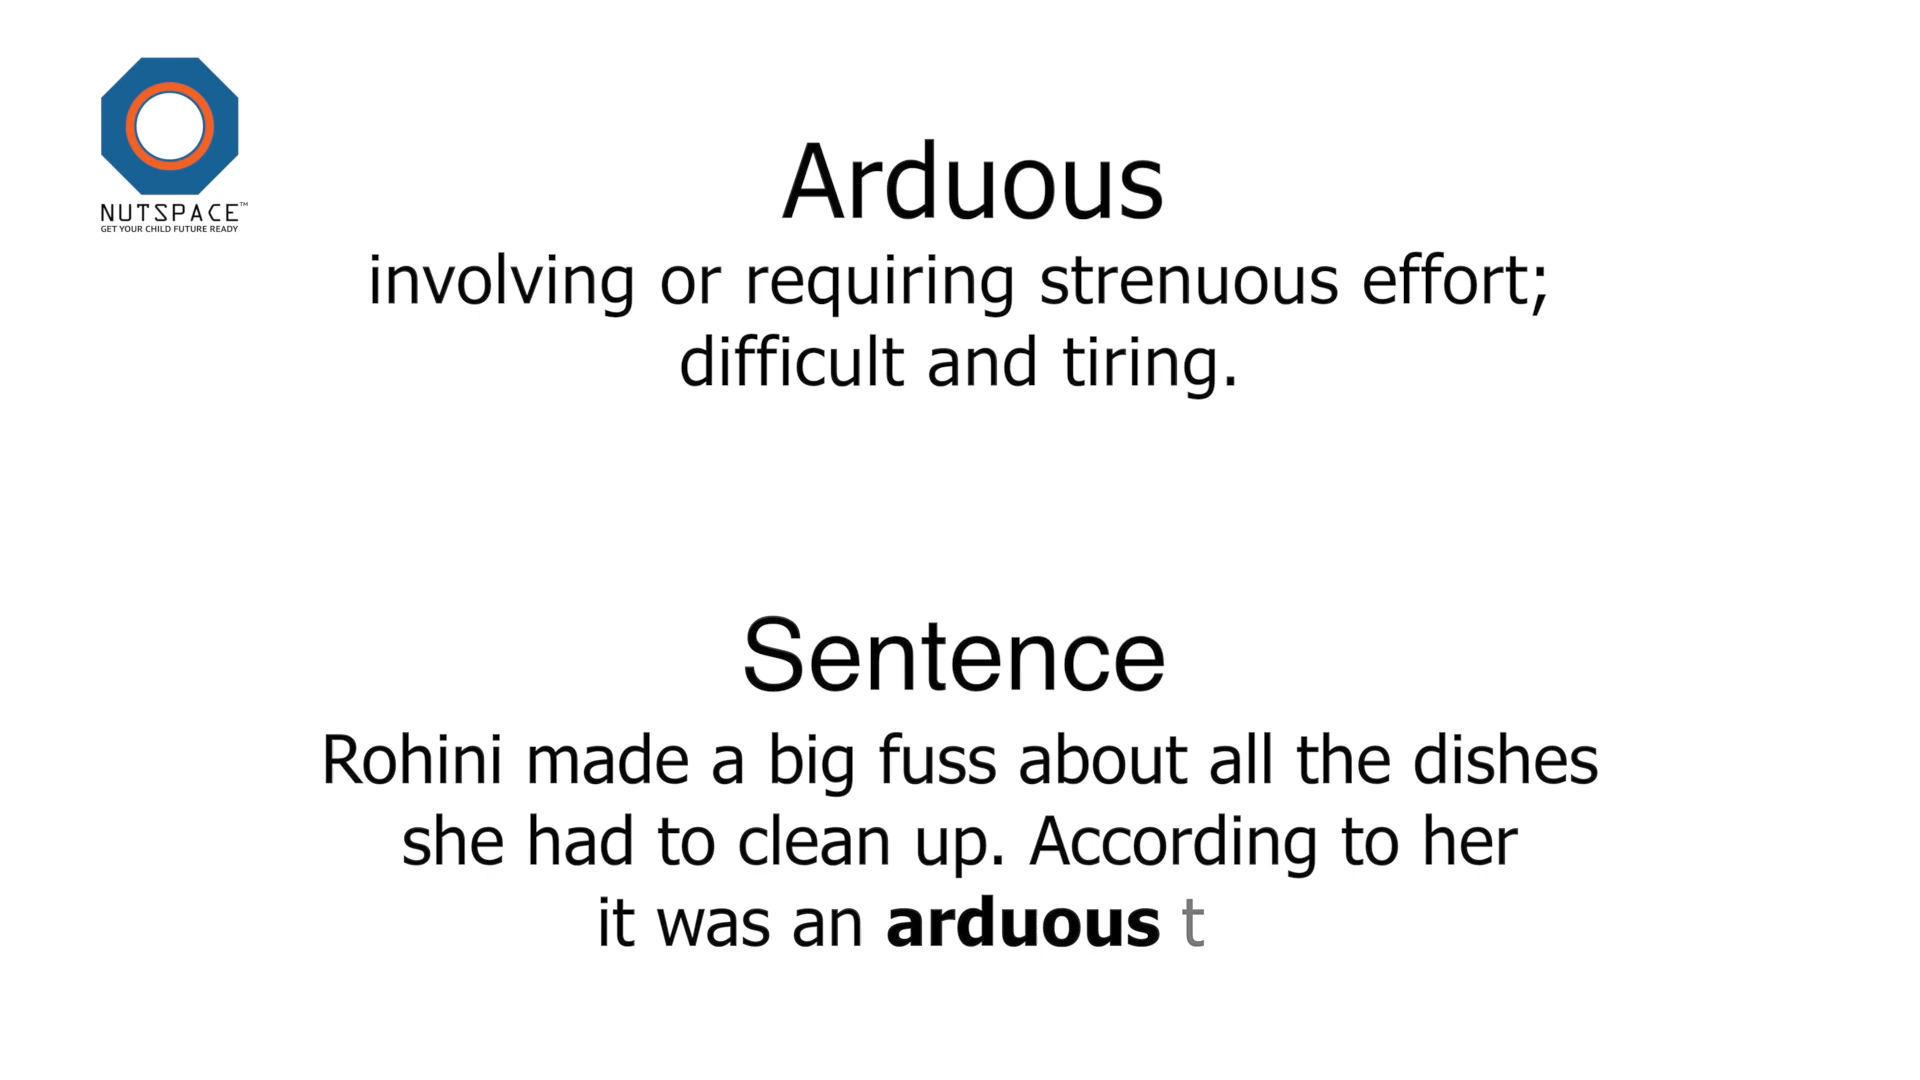 NUTSPACE™
GET YOUR CHILD FUTURE READY
Arduous
involving or requiring strenuous effort;
difficult and tiring.
Sentence
Rohini made a big fuss about all the dishes
she had to clean up. According to her
it was an arduous t